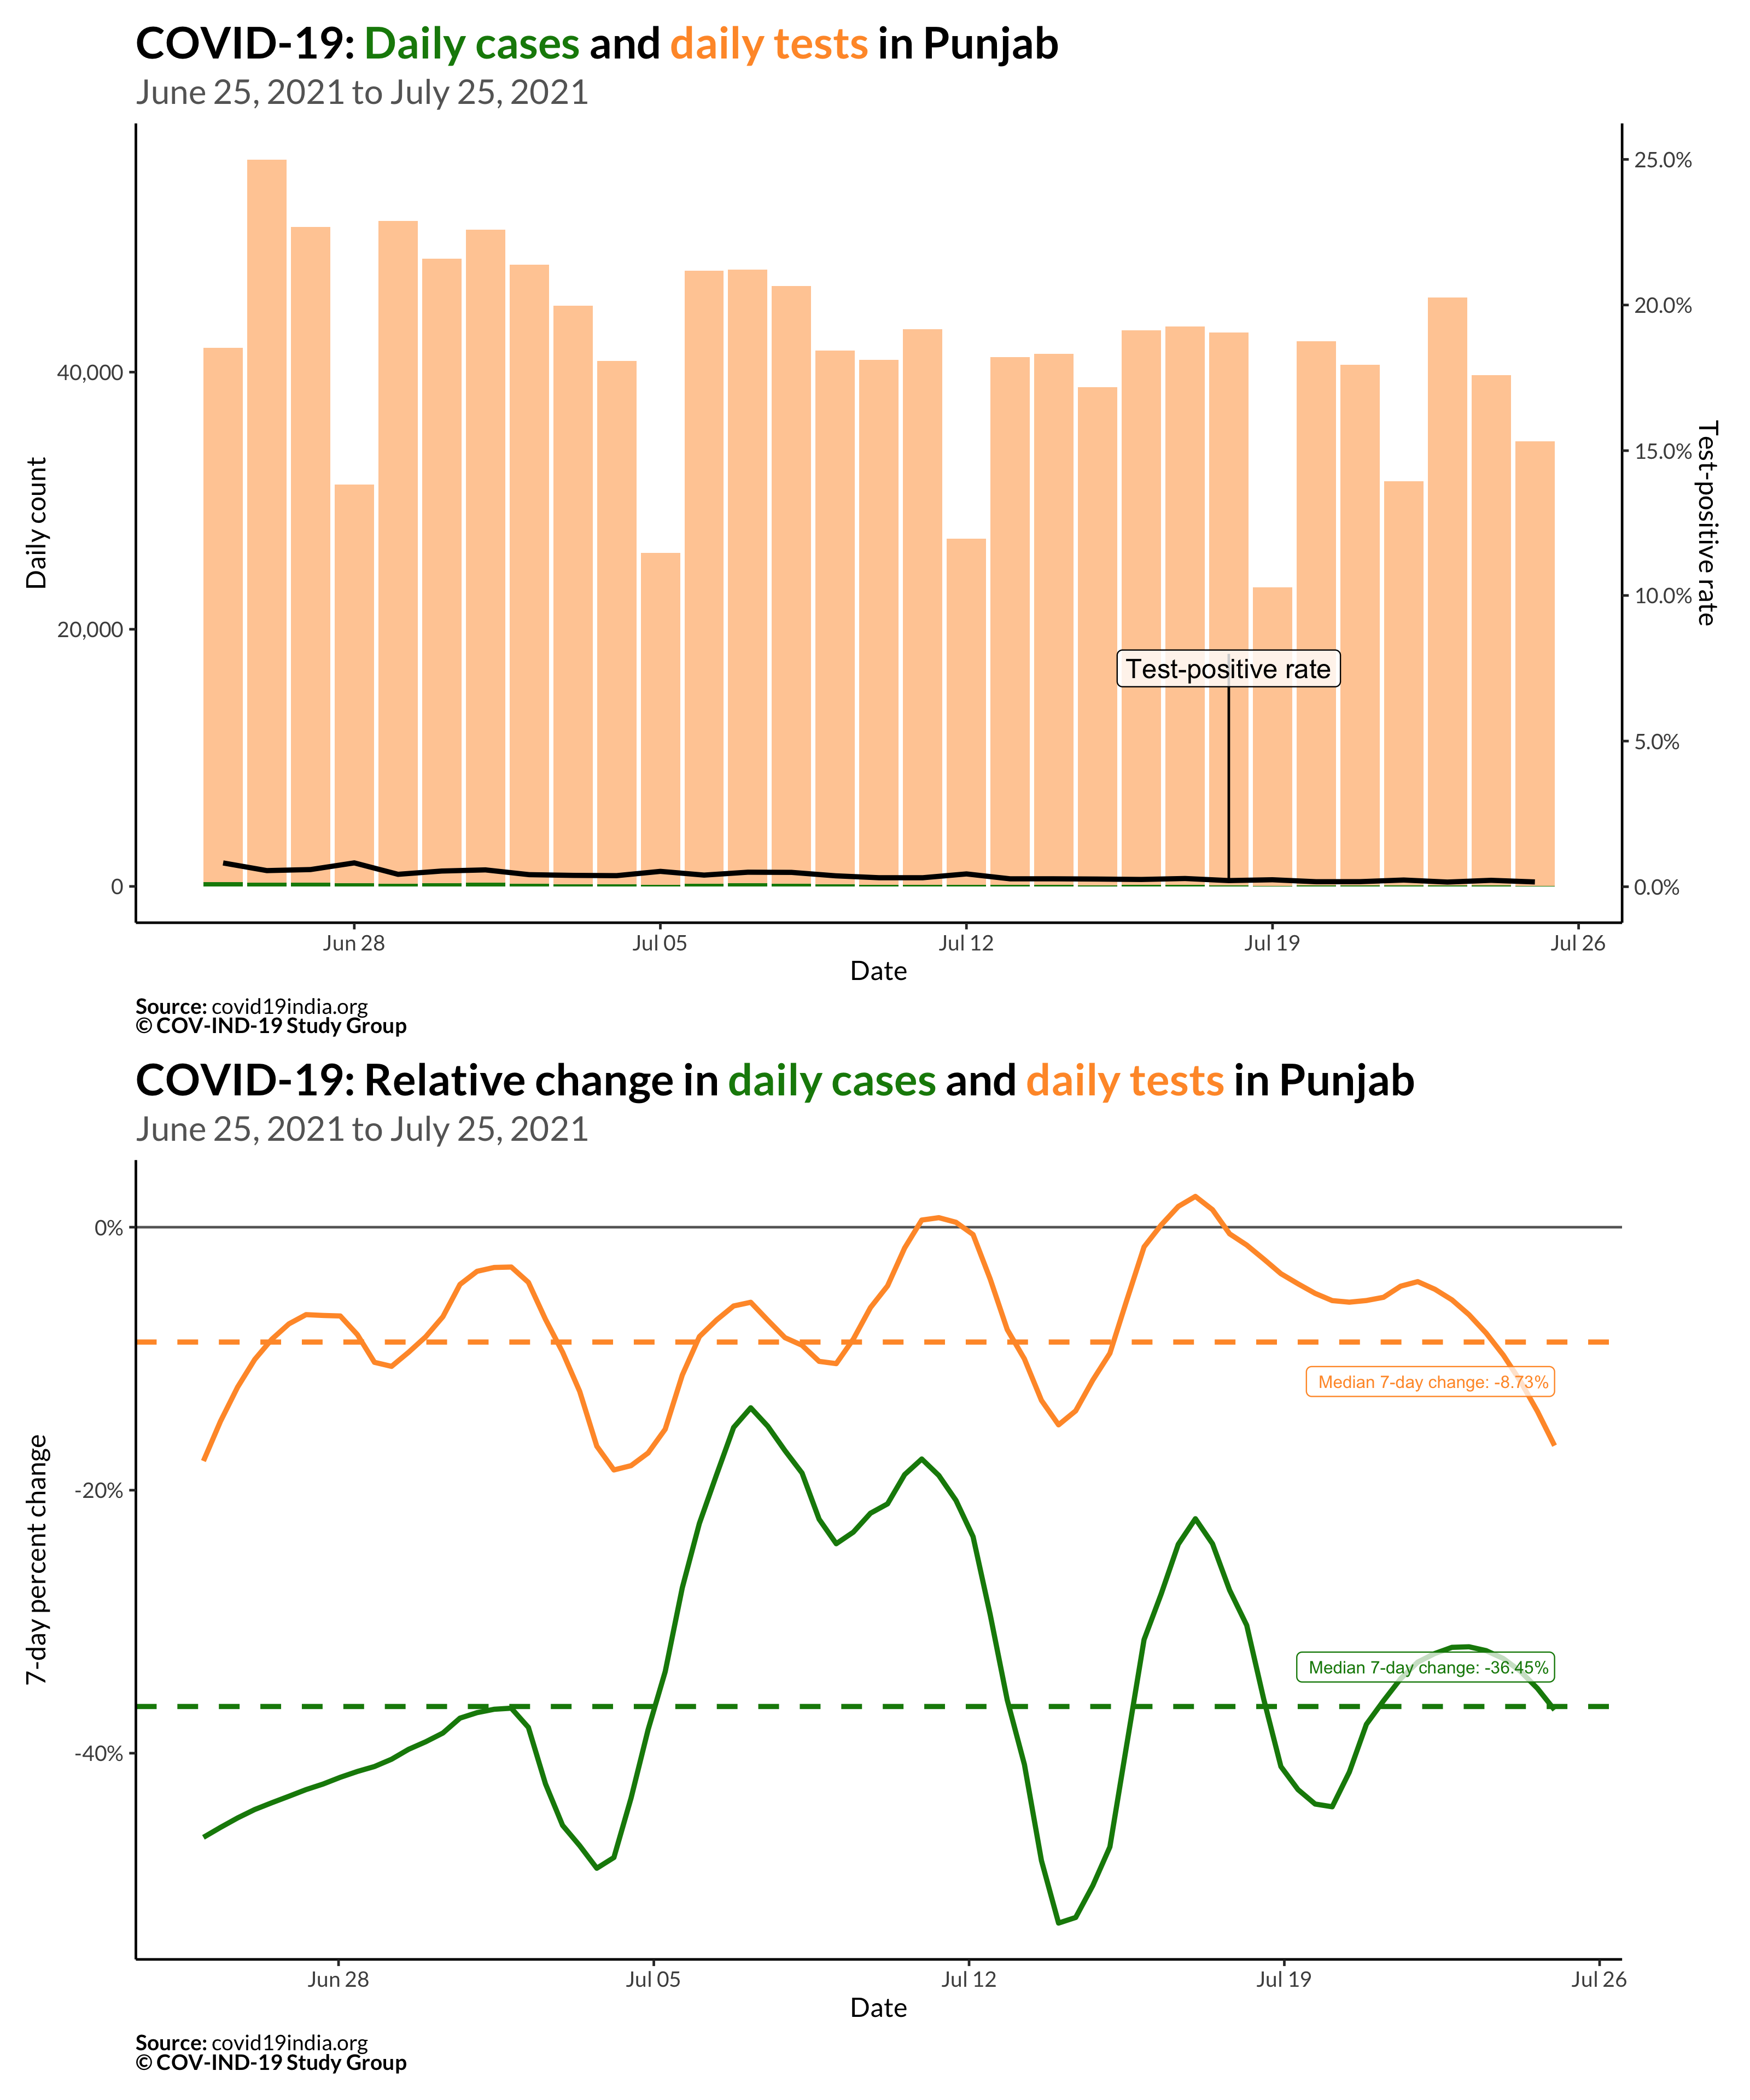 COVID-19: Daily cases and daily tests in Punjab
June 25, 2021 to July 25, 2021
25.0%
20.0%
40,000
15.0%
Daily count
Test-positive rate
10.0%
20,000
Test-positive rate
5.0%
0
0.0%
Jun 28
Jul 05
Jul 12
Jul 19
Jul 26
Date
Source: covid19india.org
© COV-IND-19 Study Group
COVID-19: Relative change in daily cases and daily tests in Punjab
June 25, 2021 to July 25, 2021
0%
Median 7-day change: -8.73%
-20%
7-day percent change
Median 7-day change: -36.45%
-40%
Jun 28
Jul 05
Jul 12
Jul 19
Jul 26
Date
Source: covid19india.org
© COV-IND-19 Study Group